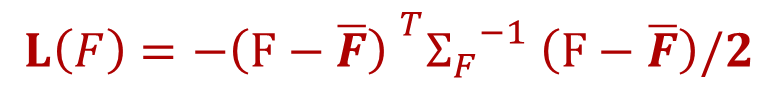 L(F) = −(F − F̅)ᵀ Σ_F⁻¹ (F − F̅)/2